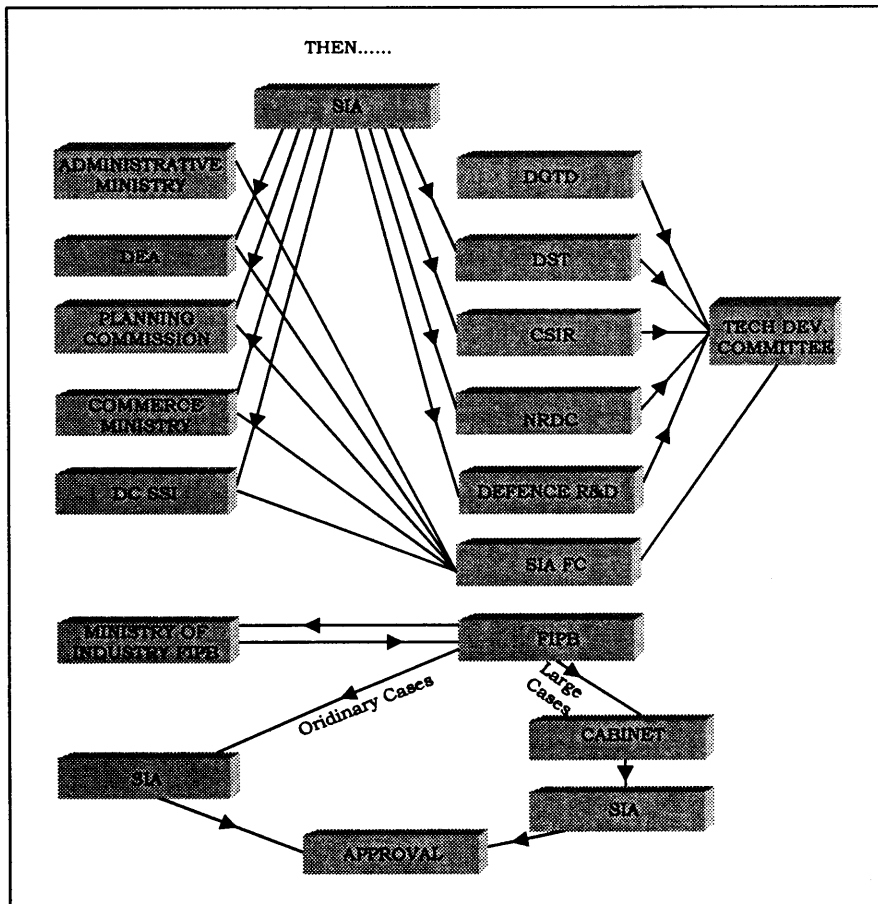 THEN......
SIA
ADMINISTRATIVE
MINISTRY
DGTD
DEA
DST
PLANNING
COMMISSION
CSIR
TECH DEV.
COMMITTEE
COMMERCE
MINISTRY
NRDC
DC SSI
DEFENCE R&D
SIA FC
MINISTRY OF
INDUSTRY FIPB
FIPB
Oridinary Cases
Large
Cases
CABINET
SIA
SIA
APPROVAL